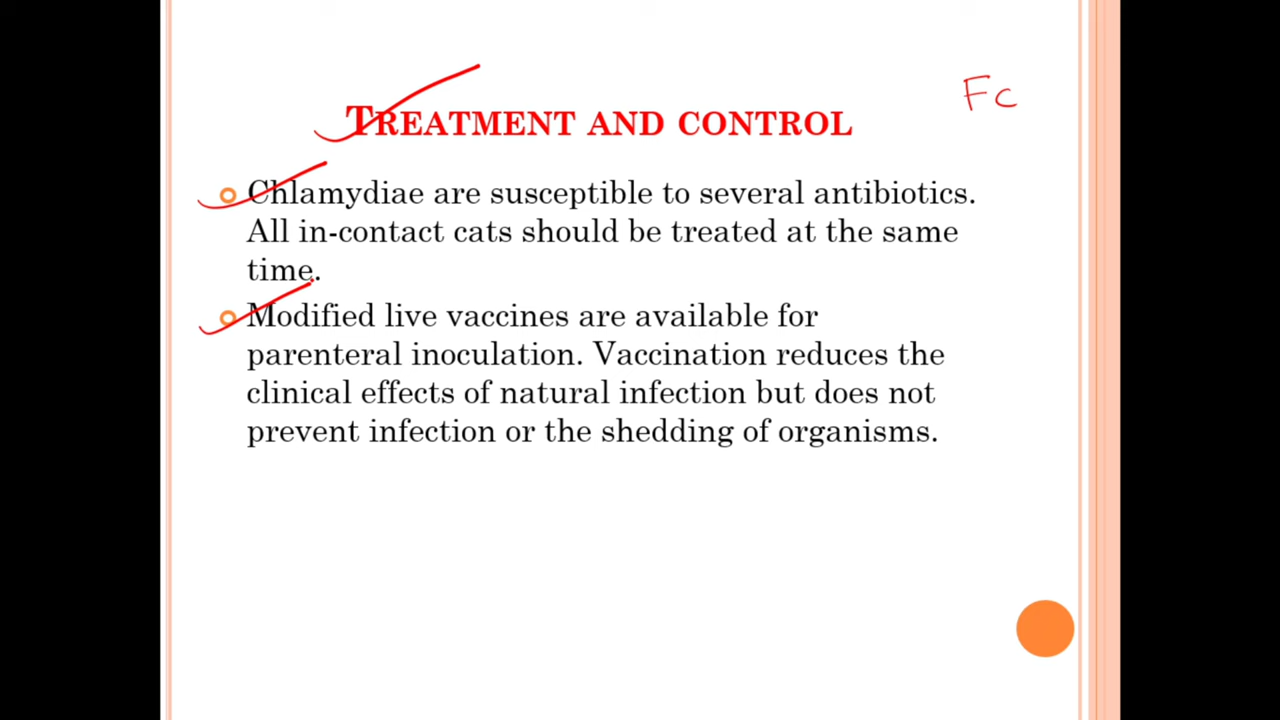 Fc
TREATMENT AND CONTROL
Chlamydiae are susceptible to several antibiotics.
All in-contact cats should be treated at the same
time.
Modified live vaccines are available for
parenteral inoculation. Vaccination reduces the
clinical effects of natural infection but does not
prevent infection or the shedding of organisms.